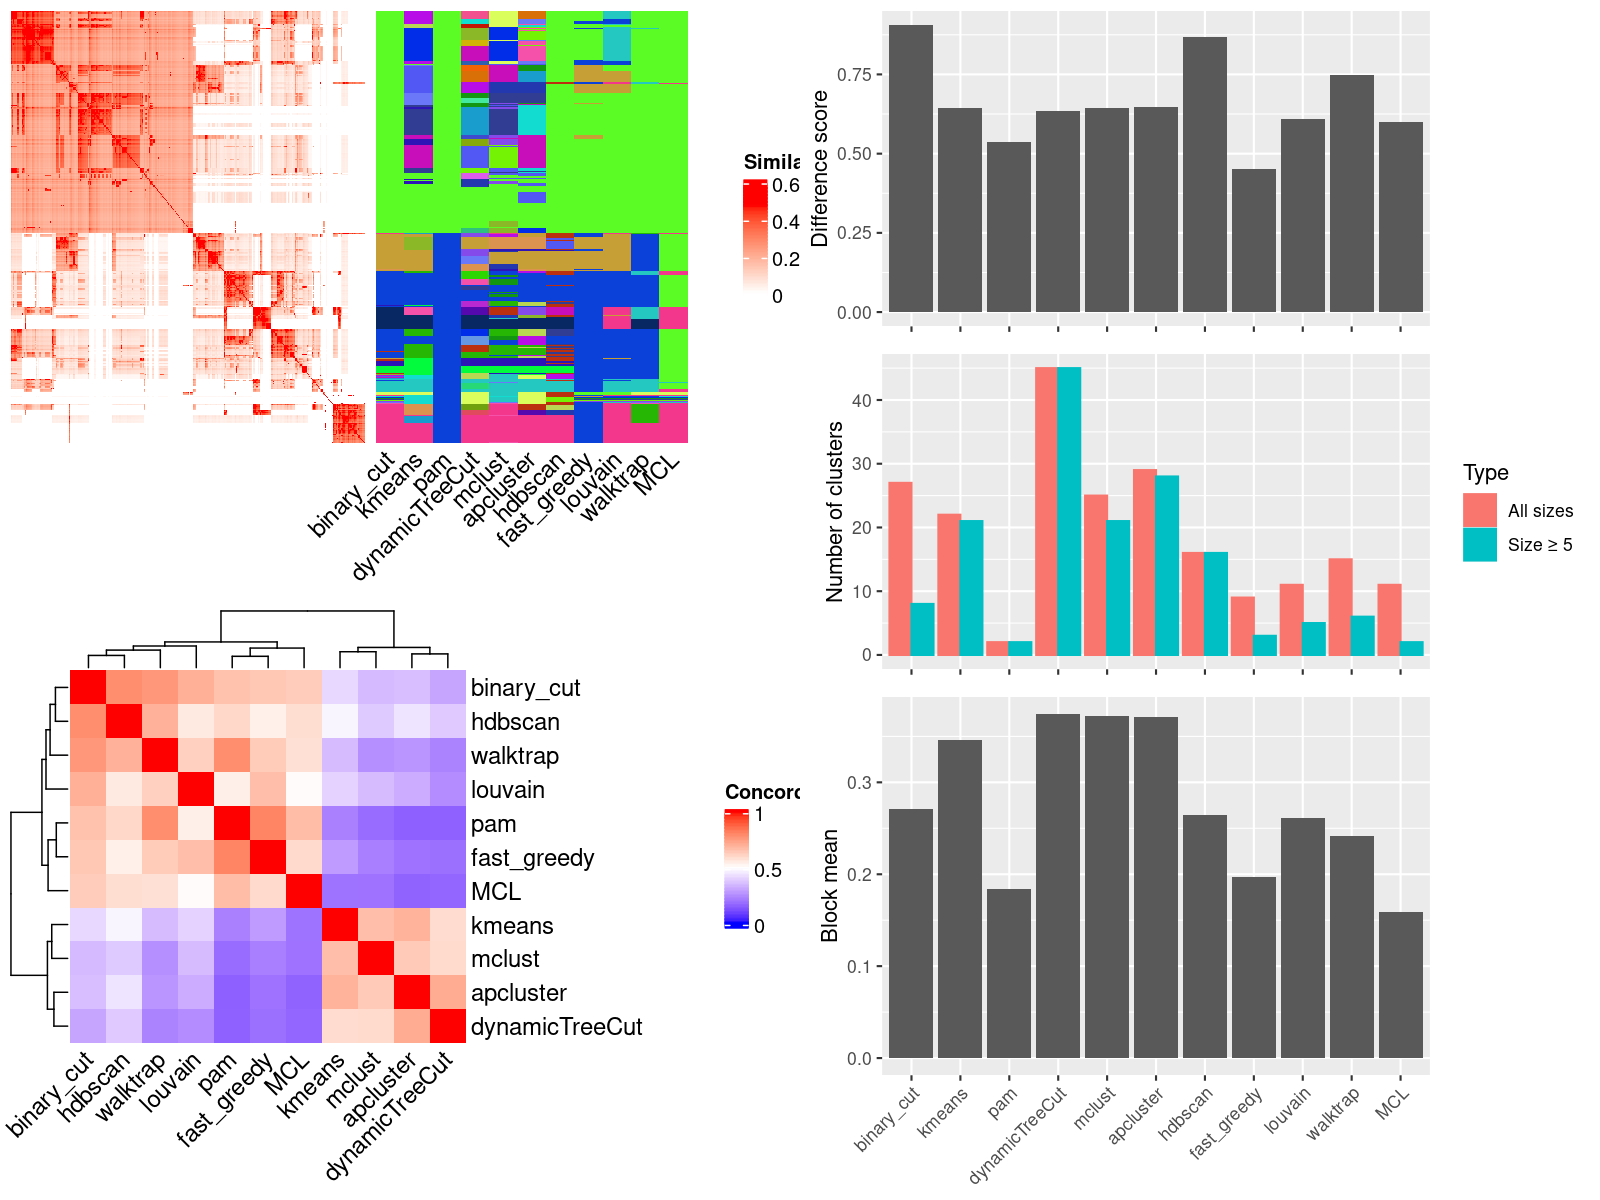 Simila
0.6
0.4
0.2
0
binary_cut
kmeans
pam
dynamicTreeCut
mclust
apcluster
hdbscan
fast_greedy
louvain
walktrap
MCL
Difference score
0.75
0.50
0.25
0.00
Number of clusters
40
30
20
10
0
Type
All sizes
Size ≥ 5
binary_cut
hdbscan
walktrap
louvain
pam
fast_greedy
MCL
kmeans
mclust
apcluster
dynamicTreeCut
binary_cut
hdbscan
walktrap
louvain
pam
fast_greedy
MCL
kmeans
mclust
apcluster
dynamicTreeCut
Concorc
1
0.5
0
Block mean
0.3
0.2
0.1
0.0
binary_cut
kmeans
pam
dynamicTreeCut
mclust
apcluster
hdbscan
fast_greedy
louvain
walktrap
MCL